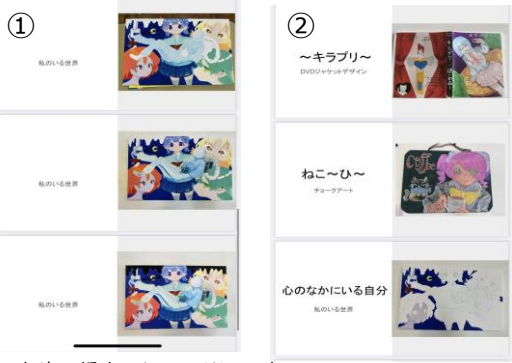 ①
私のいる世界
私のいる世界
私のいる世界
②
〜キラプリ〜
DVDジャケットデザイン
ねこ〜ひ〜
チョークアート
Coffee
心のなかにいる自分
私のいる世界